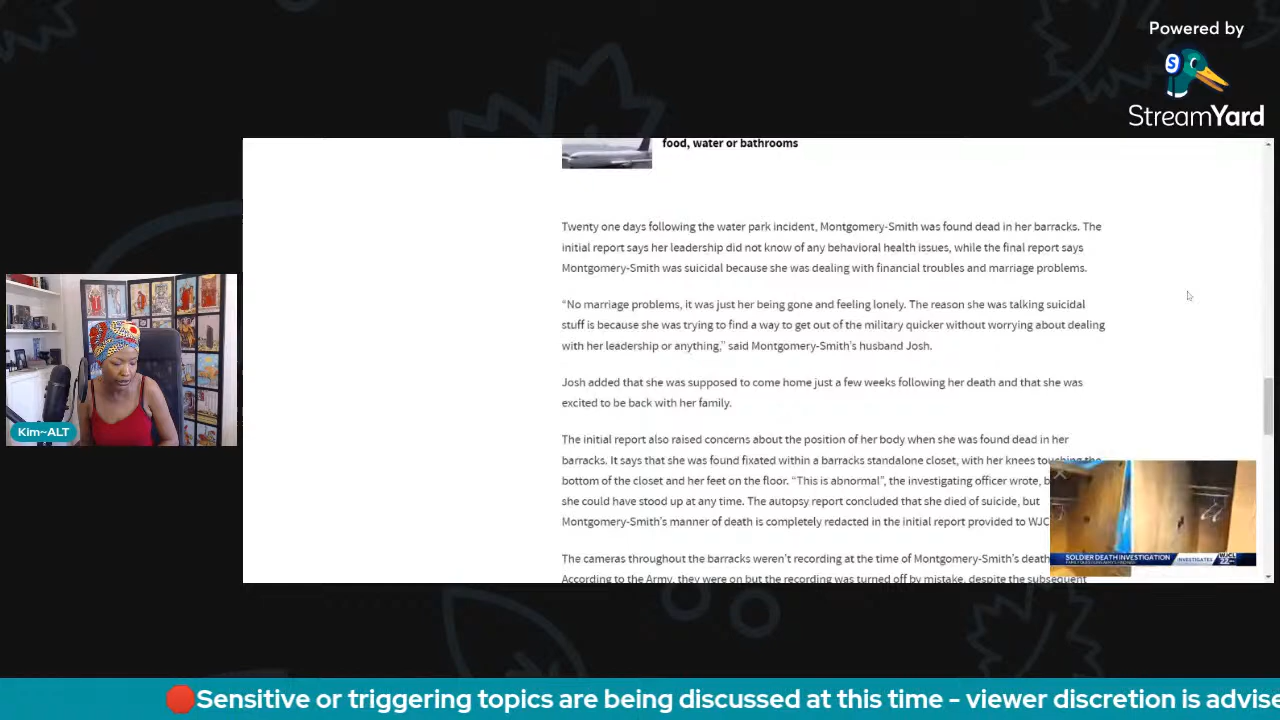 Powered by
StreamYard
food, water or bathrooms
Twenty one days following the water park incident, Montgomery-Smith was found dead in her barracks. The
initial report says her leadership did not know of any behavioral health issues, while the final report says
Montgomery-Smith was suicidal because she was dealing with financial troubles and marriage problems.
“No marriage problems, it was just her being gone and feeling lonely. The reason she was talking suicidal
stuff is because she was trying to find a way to get out of the military quicker without worrying about dealing
with her leadership or anything,” said Montgomery-Smith’s husband Josh.
Josh added that she was supposed to come home just a few weeks following her death and that she was
excited to be back with her family.
The initial report also raised concerns about the position of her body when she was found dead in her
barracks. It says that she was found fixated within a barracks standalone closet, with her knees touching the
bottom of the closet and her feet on the floor. “This is abnormal”, the investigating officer wrote,
she could have stood up at any time. The autopsy report concluded that she died of suicide, but
Montgomery-Smith’s manner of death is completely redacted in the initial report provided to WJC
The cameras throughout the barracks weren’t recording at the time of Montgomery-Smith’s death
According to the Army, they were on but the recording was turned off by mistake, despite the subsequent
SOLDIER DEATH INVESTIGATION
INVESTIGATES
WJCL
22
Kim~ALT
Sensitive or triggering topics are being discussed at this time - viewer discretion is advise